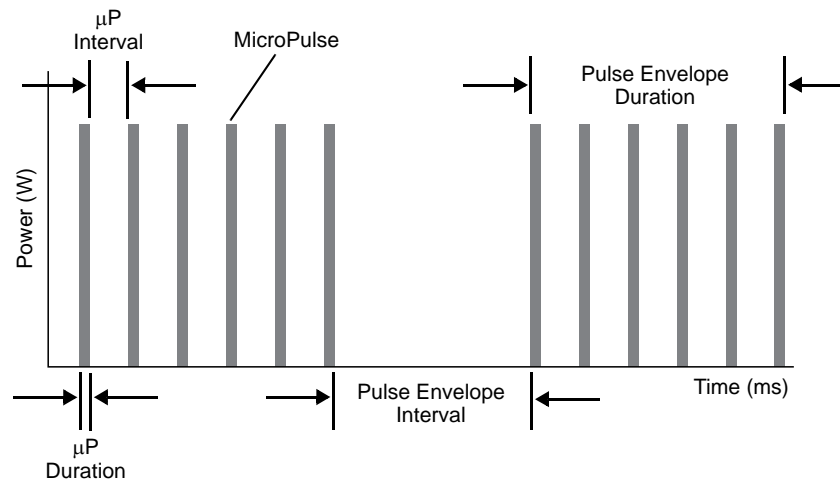 μP
Interval
MicroPulse
Pulse Envelope
Duration
Power (W)
Pulse Envelope
Interval
Time (ms)
μP
Duration